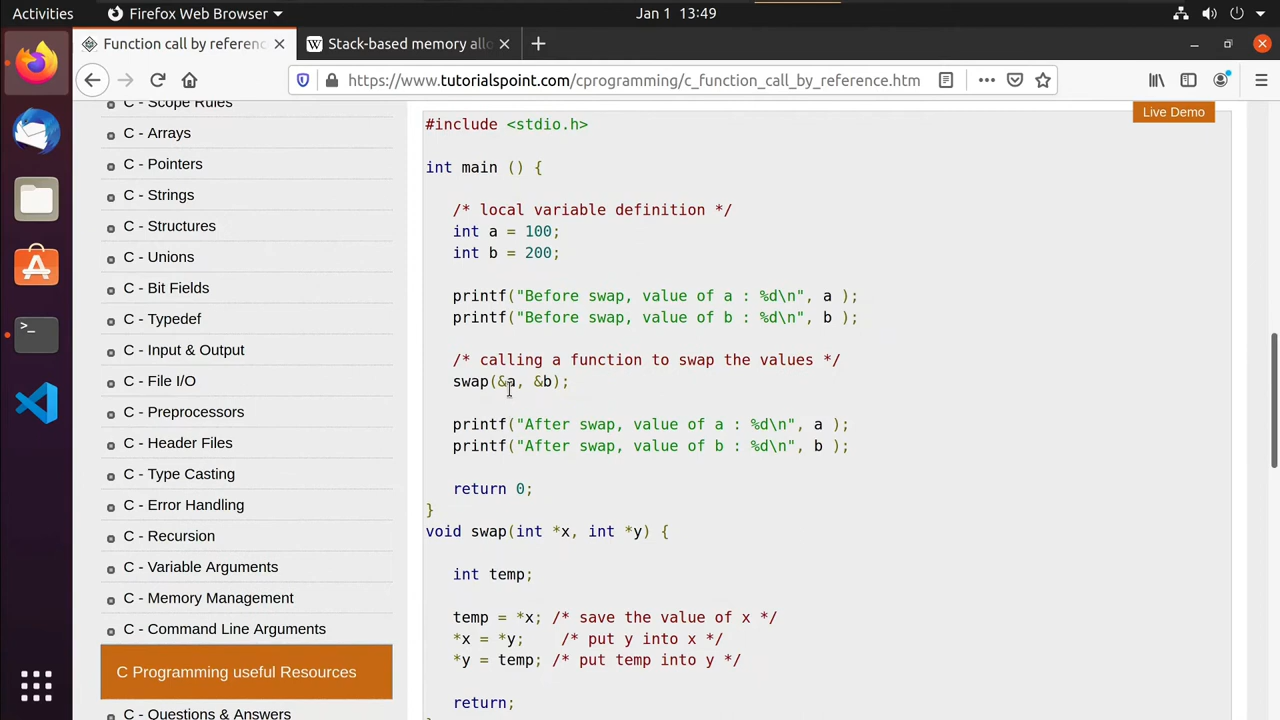 Activities
Firefox Web Browser
Jan 1 13:49
Function call by referenc
Stack-based memory allo
https://www.tutorialspoint.com/cprogramming/c_function_call_by_reference.htm
C - Scope Rules
C - Arrays
C - Pointers
C - Strings
C - Structures
C - Unions
C - Bit Fields
C - Typedef
C - Input & Output
C - File I/O
C - Preprocessors
C - Header Files
C - Type Casting
C - Error Handling
C - Recursion
C - Variable Arguments
C - Memory Management
C - Command Line Arguments
C Programming useful Resources
C - Questions & Answers
Live Demo
#include <stdio.h>
int main () {
/* local variable definition */
int a = 100;
int b = 200;
printf("Before swap, value of a : %d\n", a );
printf("Before swap, value of b : %d\n", b );
/* calling a function to swap the values */
swap(&a, &b);
printf("After swap, value of a : %d\n", a );
printf("After swap, value of b : %d\n", b );
return 0;
}
void swap(int *x, int *y) {
int temp;
temp = *x; /* save the value of x */
*x = *y;    /* put y into x */
*y = temp; /* put temp into y */
return;